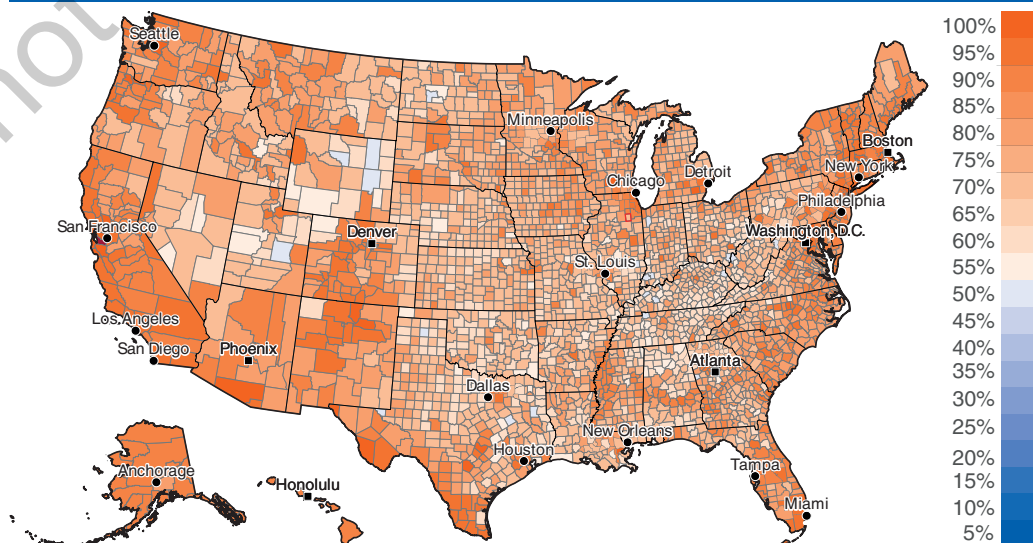 not
Seattle
Minneapolis
Boston
New York
Chicago
Detroit
Philadelphia
San Francisco
Denver
Washington, D.C.
St. Louis
Los Angeles
San Diego
Phoenix
Atlanta
Dallas
New Orleans
Houston
Anchorage
Honolulu
Tampa
Miami
100%
95%
90%
85%
80%
75%
70%
65%
60%
55%
50%
45%
40%
35%
30%
25%
20%
15%
10%
5%